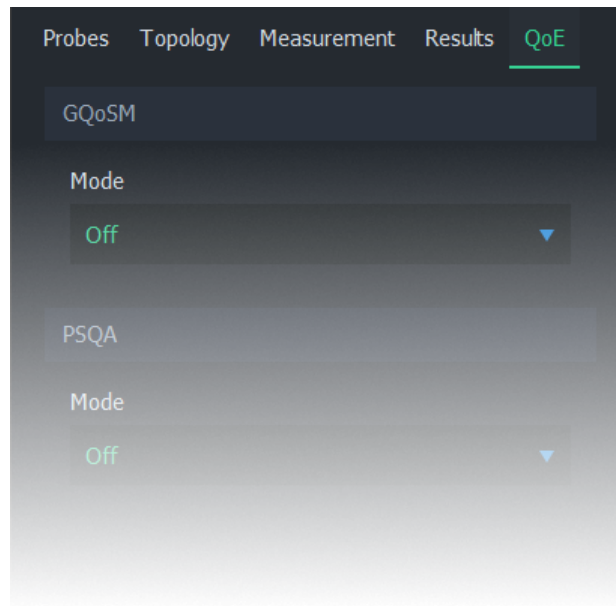 Probes Topology Measurement Results QoE
GQoSM
Mode
Off
PSQA
Mode
Off